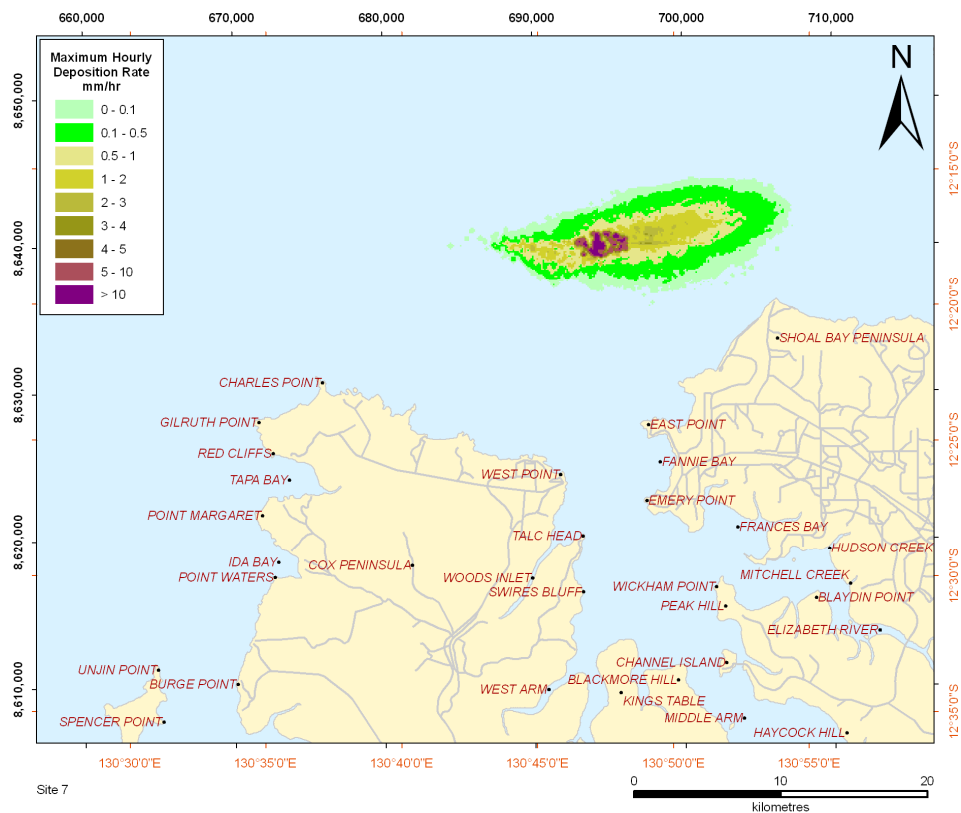 660,000 670,000 680,000 690,000 700,000 710,000
Maximum Hourly
Deposition Rate
mm/hr
0 - 0.1
0.1 - 0.5
0.5 - 1
1 - 2
2 - 3
3 - 4
4 - 5
5 - 10
> 10
N
8,650,000
8,640,000
8,630,000
8,620,000
8,610,000
12°15'0"S
12°20'0"S
12°25'0"S
12°30'0"S
12°35'0"S
SHOAL BAY PENINSULA
CHARLES POINT
GILRUTH POINT
EAST POINT
RED CLIFFS
FANNIE BAY
WEST POINT
TAPA BAY
EMERY POINT
POINT MARGARET
FRANCES BAY
TALC HEAD
HUDSON CREEK
IDA BAY
COX PENINSULA
MITCHELL CREEK
POINT WATERS
WOODS INLET
WICKHAM POINT
SWIRES BLUFF
BLAYDIN POINT
PEAK HILL
ELIZABETH RIVER
CHANNEL ISLAND
UNJIN POINT
BLACKMORE HILL
BURGE POINT
WEST ARM
KINGS TABLE
MIDDLE ARM
SPENCER POINT
HAYCOCK HILL
130°30'0"E 130°35'0"E 130°40'0"E 130°45'0"E 130°50'0"E 130°55'0"E
Site 7
0 10 20
kilometres